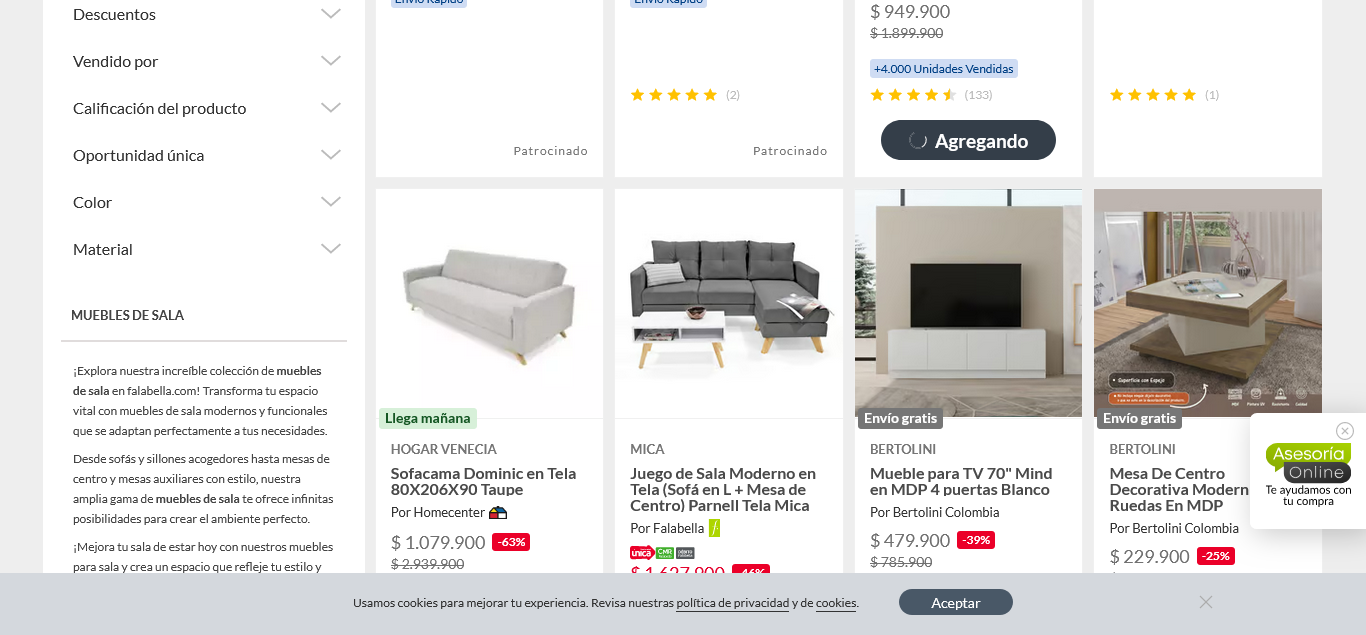 Descuentos
Vendido por
Calificación del producto
Oportunidad única
Color
Material
MUEBLES DE SALA
¡Explora nuestra increíble colección de muebles
de sala en falabella.com! Transforma tu espacio
vital con muebles de sala modernos y funcionales
que se adaptan perfectamente a tus necesidades.
Desde sofás y sillones acogedores hasta mesas de
centro y mesas auxiliares con estilo, nuestra
amplia gama de muebles de sala te ofrece infinitas
posibilidades para crear el ambiente perfecto.
¡Mejora tu sala de estar hoy con nuestros muebles
para sala y crea un espacio que refleje tu estilo y
Envío Rápido
Patrocinado
Envío Rápido
(2)
Patrocinado
$ 949.900
$ 1.899.900
+4.000 Unidades Vendidas
(133)
Agregando
(1)
Llega mañana
HOGAR VENECIA
Sofacama Dominic en Tela
80X206X90 Taupe
Por Homecenter
$ 1.079.900 -63%
$ 2.939.900
MICA
Juego de Sala Moderno en
Tela (Sofá en L + Mesa de
Centro) Parnell Tela Mica
Por Falabella
única CMR
$ 1.627.900 -46%
Envío gratis
BERTOLINI
Mueble para TV 70" Mind
en MDP 4 puertas Blanco
Por Bertolini Colombia
$ 479.900 -39%
$ 785.900
Superficie con Espejo
Envío gratis
BERTOLINI
Mesa De Centro
Decorativa Modern
Ruedas En MDP
Por Bertolini Colombia
$ 229.900 -25%
Asesoría
Online
Te ayudamos con
tu compra
Usamos cookies para mejorar tu experiencia. Revisa nuestras política de privacidad y de cookies.
Aceptar